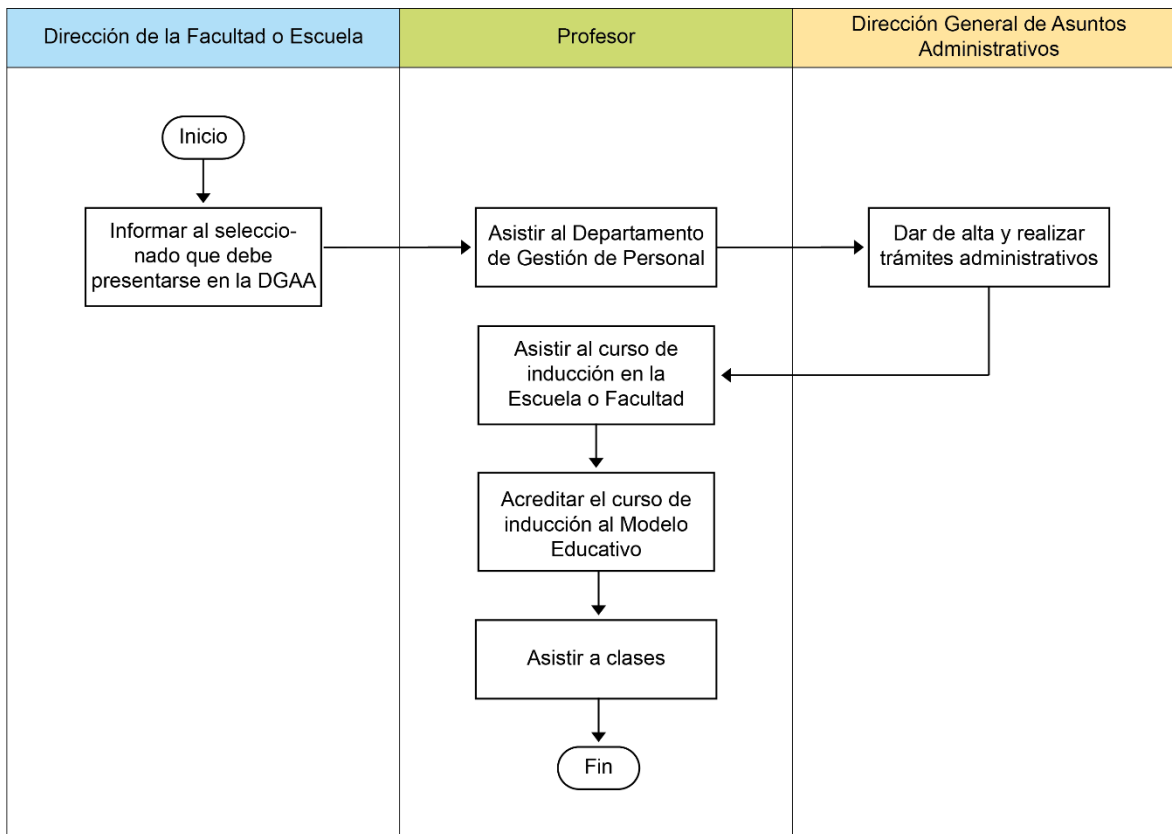 Dirección de la Facultad o Escuela
Profesor
Dirección General de Asuntos
Administrativos
Inicio
Informar al seleccio-
nado que debe
presentarse en la DGAA
Asistir al Departamento
de Gestión de Personal
Dar de alta y realizar
trámites administrativos
Asistir al curso de
inducción en la
Escuela o Facultad
Acreditar el curso de
inducción al Modelo
Educativo
Asistir a clases
Fin